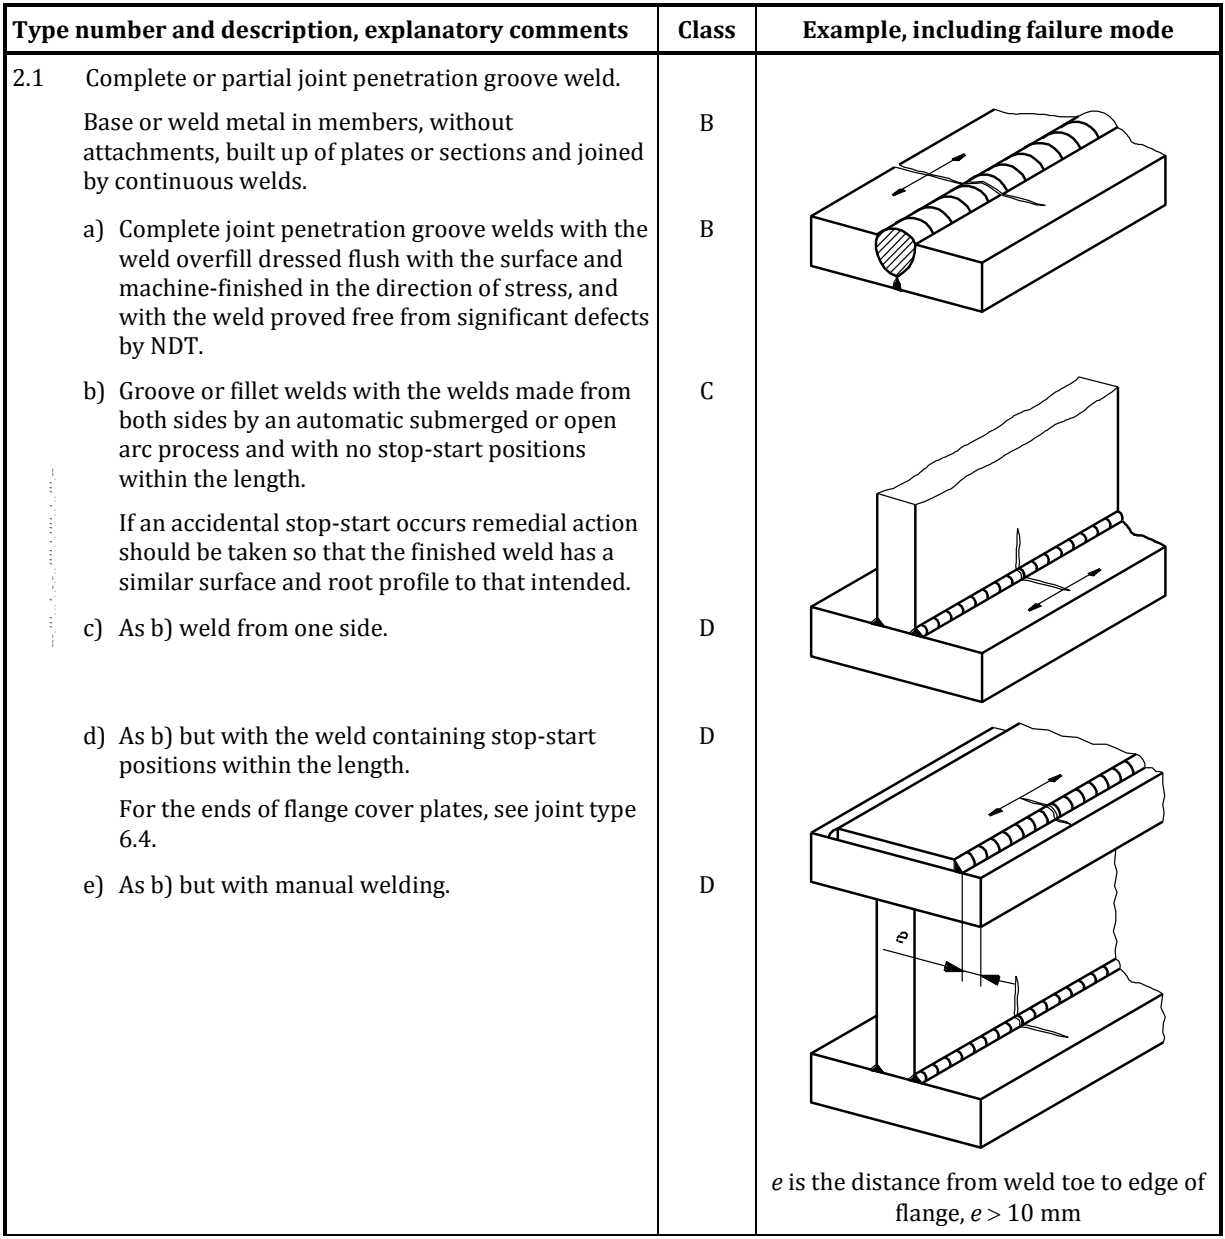 Type number and description, explanatory comments Class Example, including failure mode
2.1 Complete or partial joint penetration groove weld.
Base or weld metal in members, without B
attachments, built up of plates or sections and joined
by continuous welds.
a) Complete joint penetration groove welds with the B
weld overfill dressed flush with the surface and
machine-finished in the direction of stress, and
with the weld proved free from significant defects
by NDT.
b) Groove or fillet welds with the welds made from C
both sides by an automatic submerged or open
arc process and with no stop-start positions
within the length.
If an accidental stop-start occurs remedial action
should be taken so that the finished weld has a
similar surface and root profile to that intended.
c) As b) weld from one side. D
d) As b) but with the weld containing stop-start D
positions within the length.
For the ends of flange cover plates, see joint type
6.4.
e) As b) but with manual welding. D
e
e is the distance from weld toe to edge of
flange, e > 10 mm